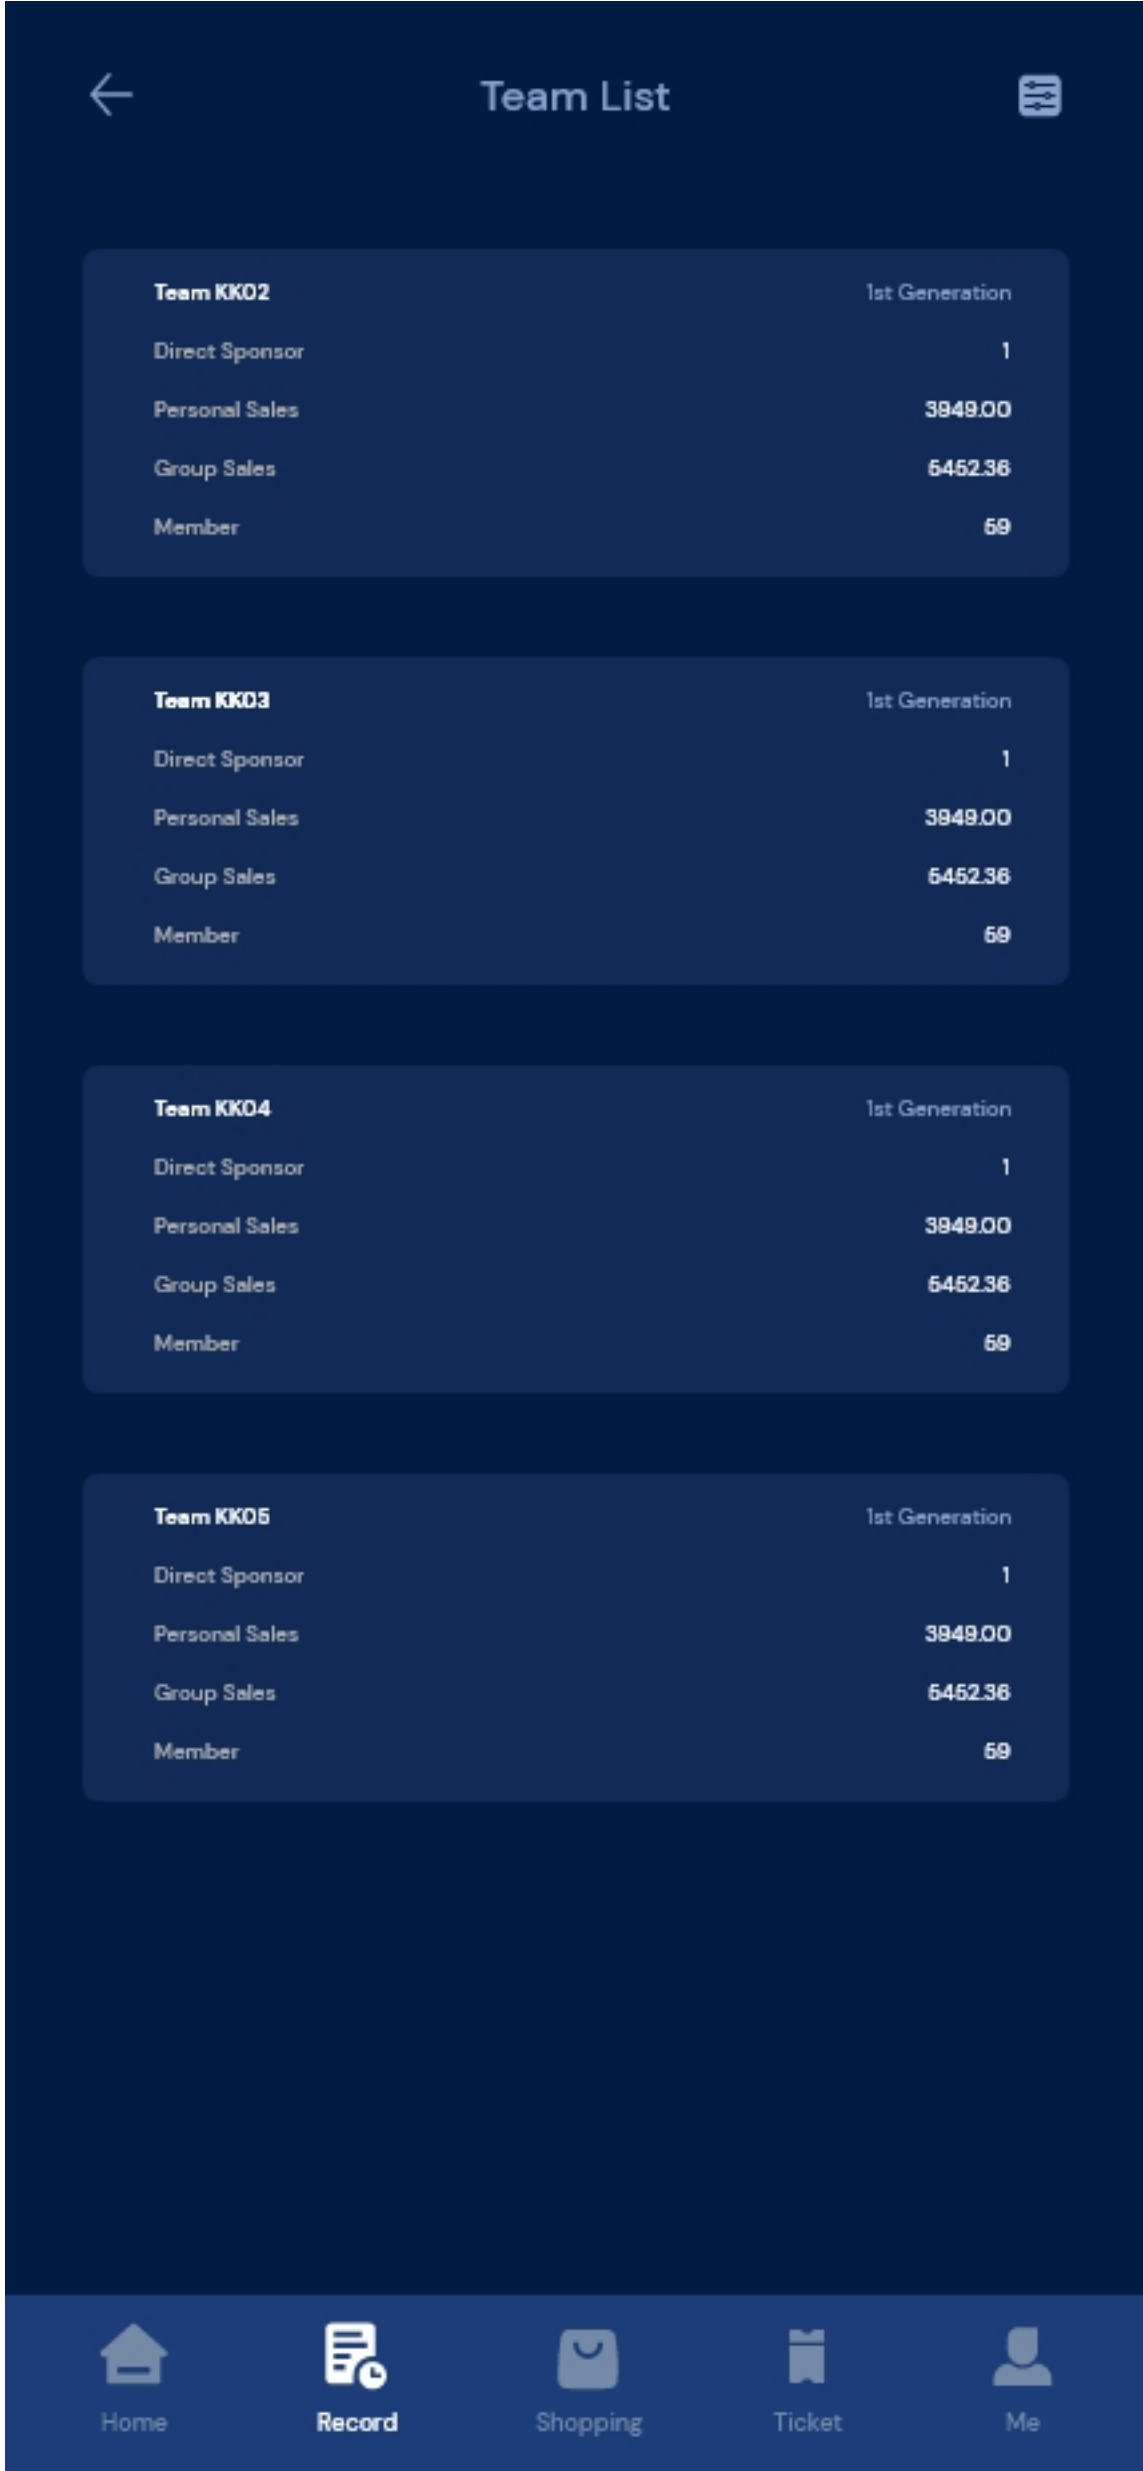 Team List
Team KK02 1st Generation
Direct Sponsor 1
Personal Sales 3949.00
Group Sales 5452.36
Member 59
Team KK03 1st Generation
Direct Sponsor 1
Personal Sales 3949.00
Group Sales 5452.36
Member 59
Team KK04 1st Generation
Direct Sponsor 1
Personal Sales 3949.00
Group Sales 5452.36
Member 59
Team KK05 1st Generation
Direct Sponsor 1
Personal Sales 3949.00
Group Sales 5452.36
Member 59
Home Record Shopping Ticket Me